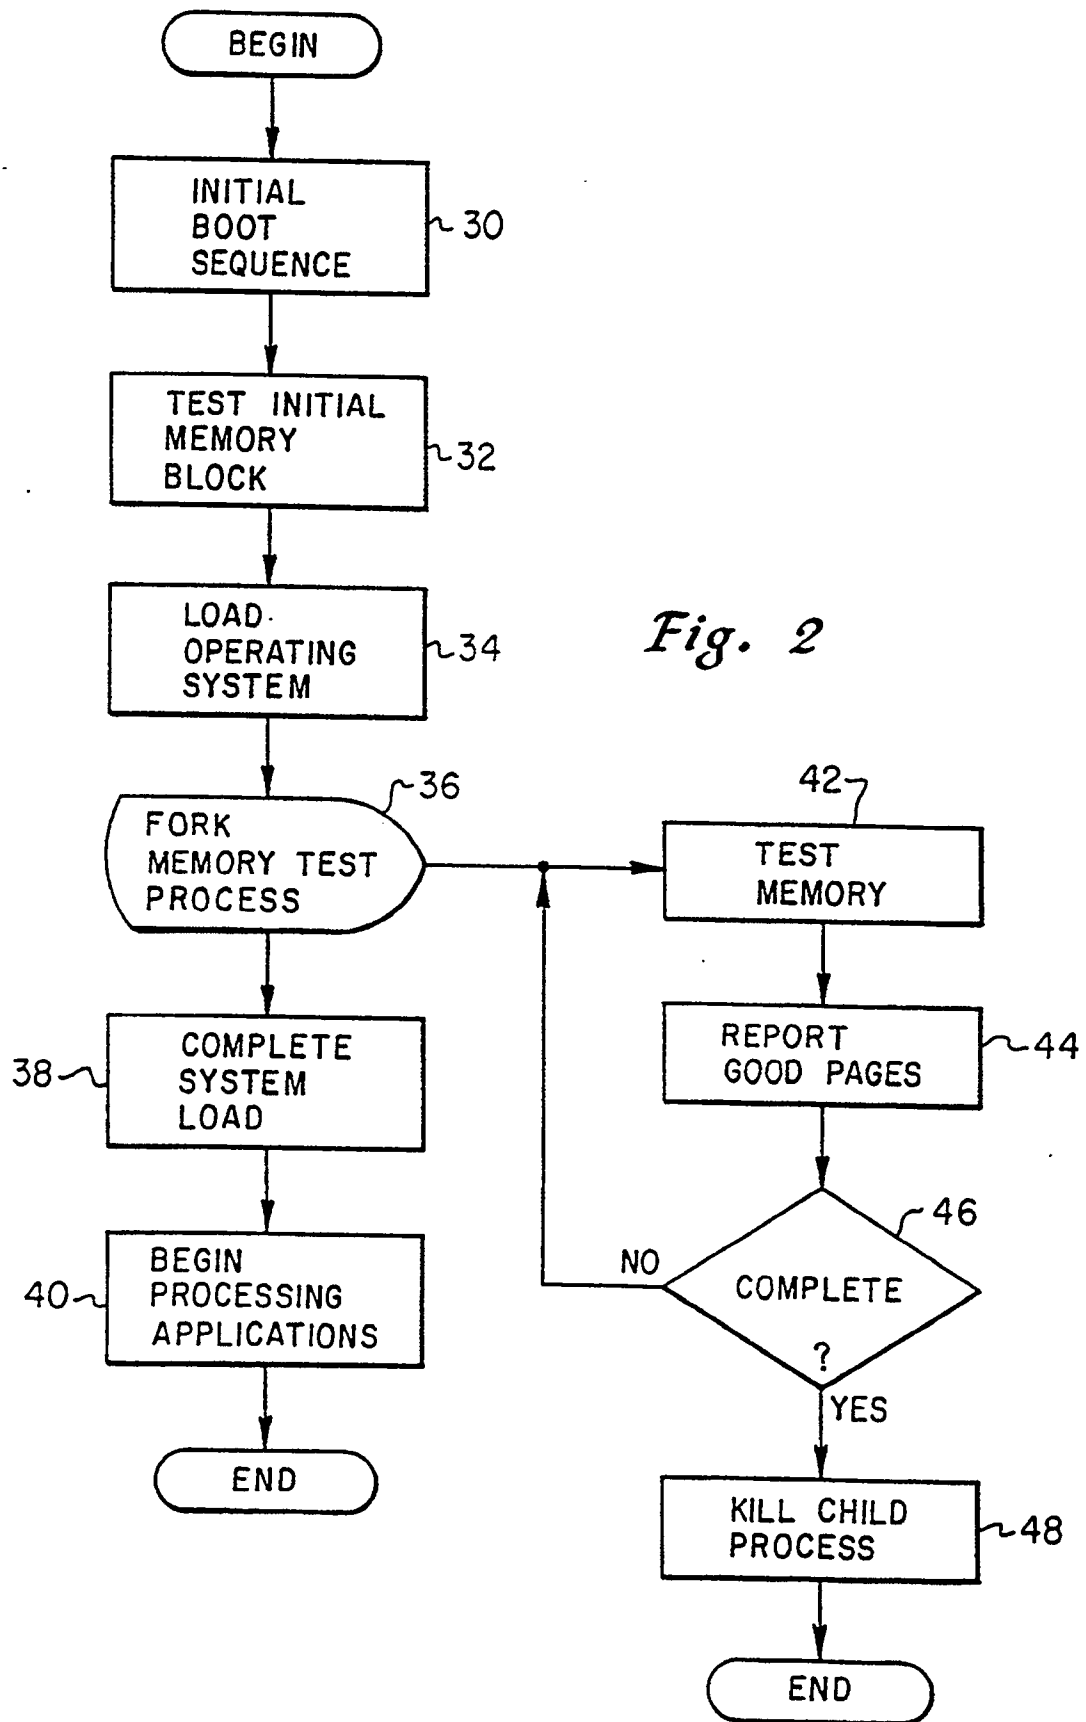 BEGIN
INITIAL
BOOT
SEQUENCE
30
TEST INITIAL
MEMORY
BLOCK
32
LOAD
OPERATING
SYSTEM
34
Fig. 2
36
FORK
MEMORY TEST
PROCESS
38
COMPLETE
SYSTEM
LOAD
40
BEGIN
PROCESSING
APPLICATIONS
END
42
TEST
MEMORY
REPORT
GOOD PAGES
44
46
NO
COMPLETE
?
YES
KILL CHILD
PROCESS
48
END